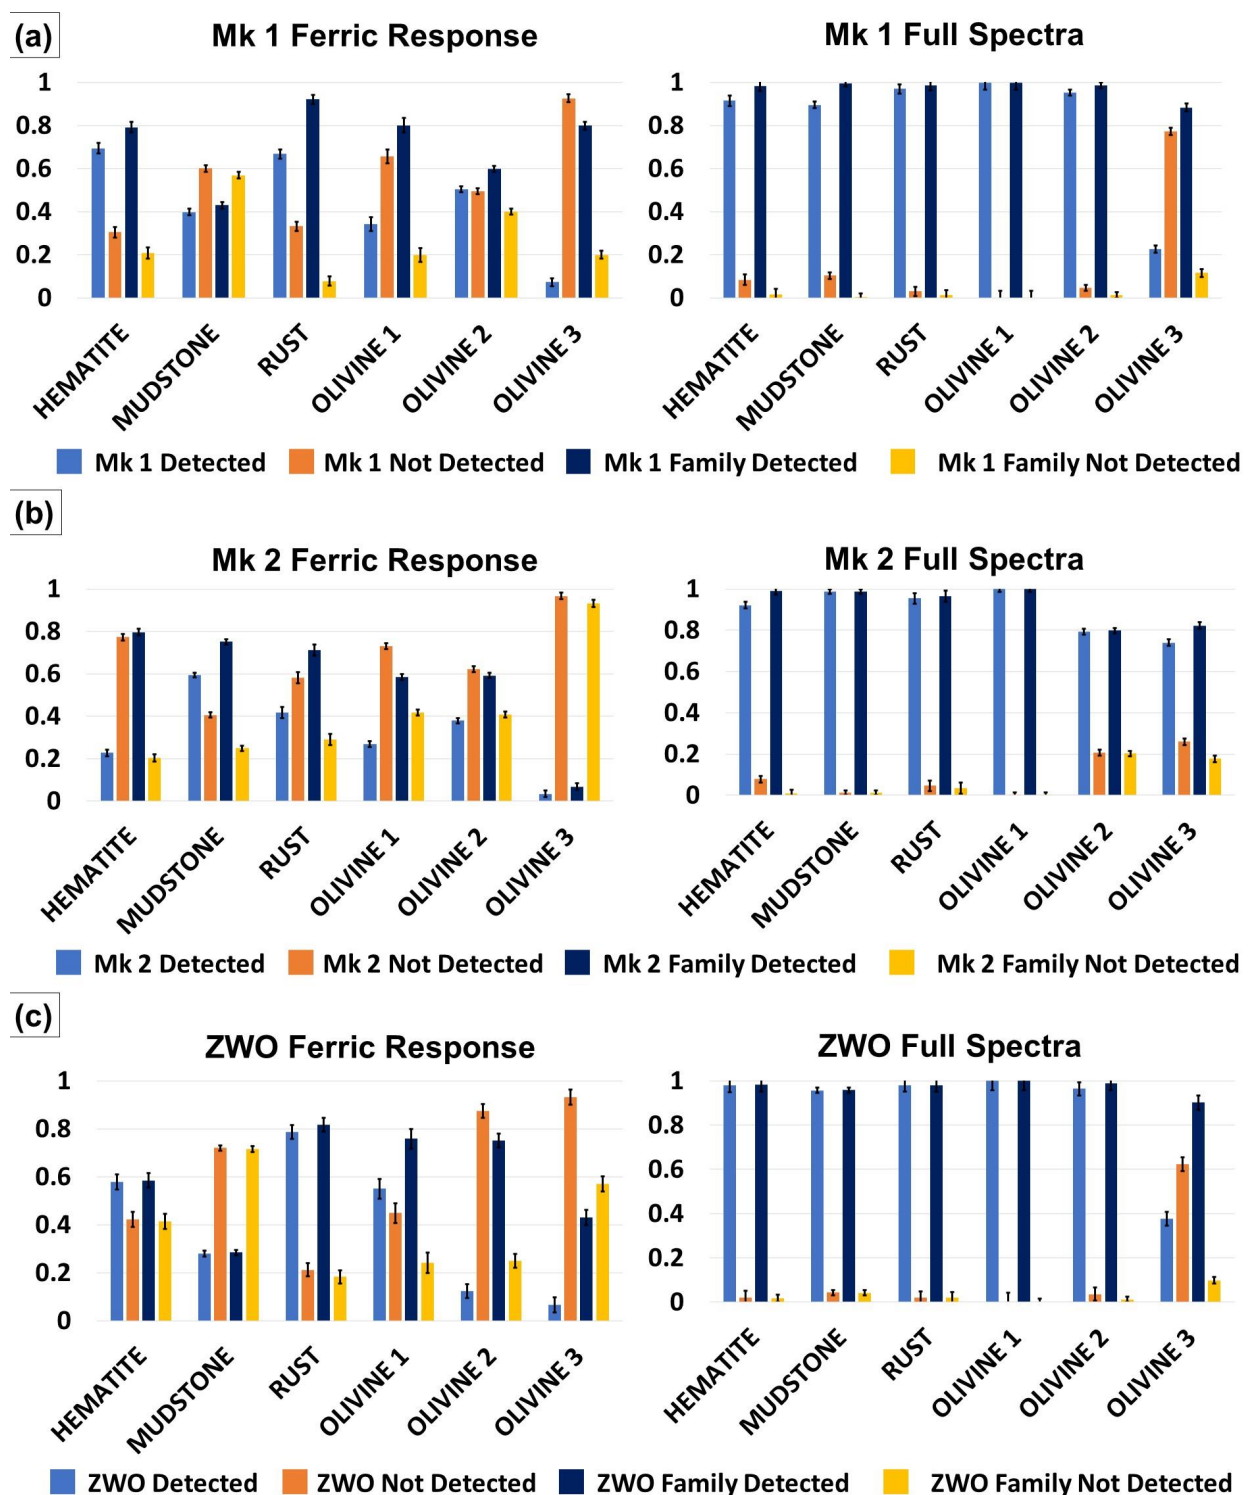 (a)
Mk 1 Ferric Response
1
0.8
0.6
0.4
0.2
0
HEMATITE
MUDSTONE
RUST
OLIVINE 1
OLIVINE 2
OLIVINE 3
Mk 1 Full Spectra
1
0.8
0.6
0.4
0.2
0
HEMATITE
MUDSTONE
RUST
OLIVINE 1
OLIVINE 2
OLIVINE 3
Mk 1 Detected Mk 1 Not Detected Mk 1 Family Detected Mk 1 Family Not Detected
(b)
Mk 2 Ferric Response
1
0.8
0.6
0.4
0.2
0
HEMATITE
MUDSTONE
RUST
OLIVINE 1
OLIVINE 2
OLIVINE 3
Mk 2 Full Spectra
1
0.8
0.6
0.4
0.2
0
HEMATITE
MUDSTONE
RUST
OLIVINE 1
OLIVINE 2
OLIVINE 3
Mk 2 Detected Mk 2 Not Detected Mk 2 Family Detected Mk 2 Family Not Detected
(c)
ZWO Ferric Response
1
0.8
0.6
0.4
0.2
0
HEMATITE
MUDSTONE
RUST
OLIVINE 1
OLIVINE 2
OLIVINE 3
ZWO Full Spectra
1
0.8
0.6
0.4
0.2
0
HEMATITE
MUDSTONE
RUST
OLIVINE 1
OLIVINE 2
OLIVINE 3
ZWO Detected ZWO Not Detected ZWO Family Detected ZWO Family Not Detected